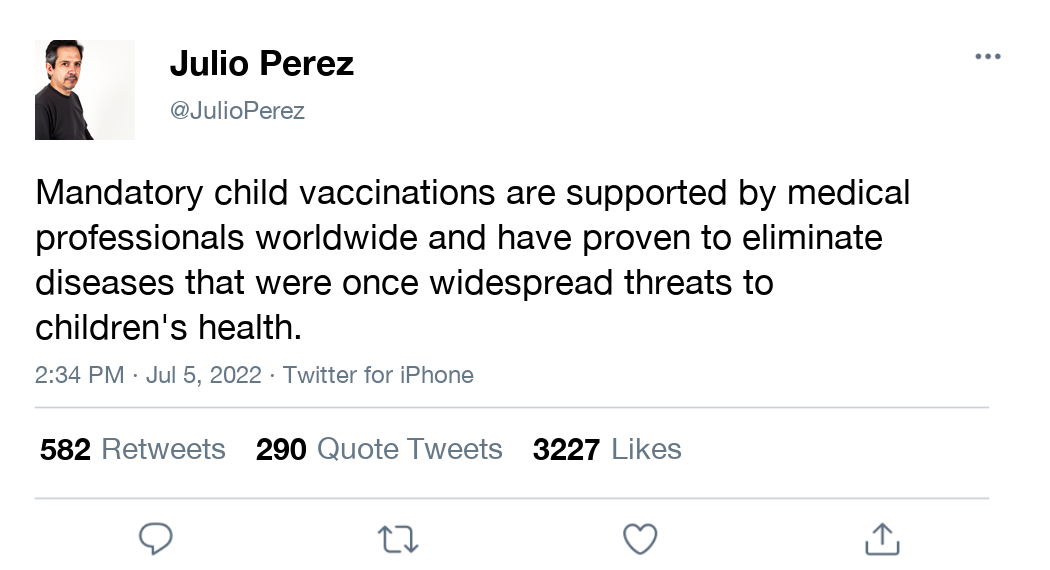 Julio Perez
@JulioPerez
Mandatory child vaccinations are supported by medical
professionals worldwide and have proven to eliminate
diseases that were once widespread threats to
children's health.
2:34 PM · Jul 5, 2022 · Twitter for iPhone
582 Retweets 290 Quote Tweets 3227 Likes